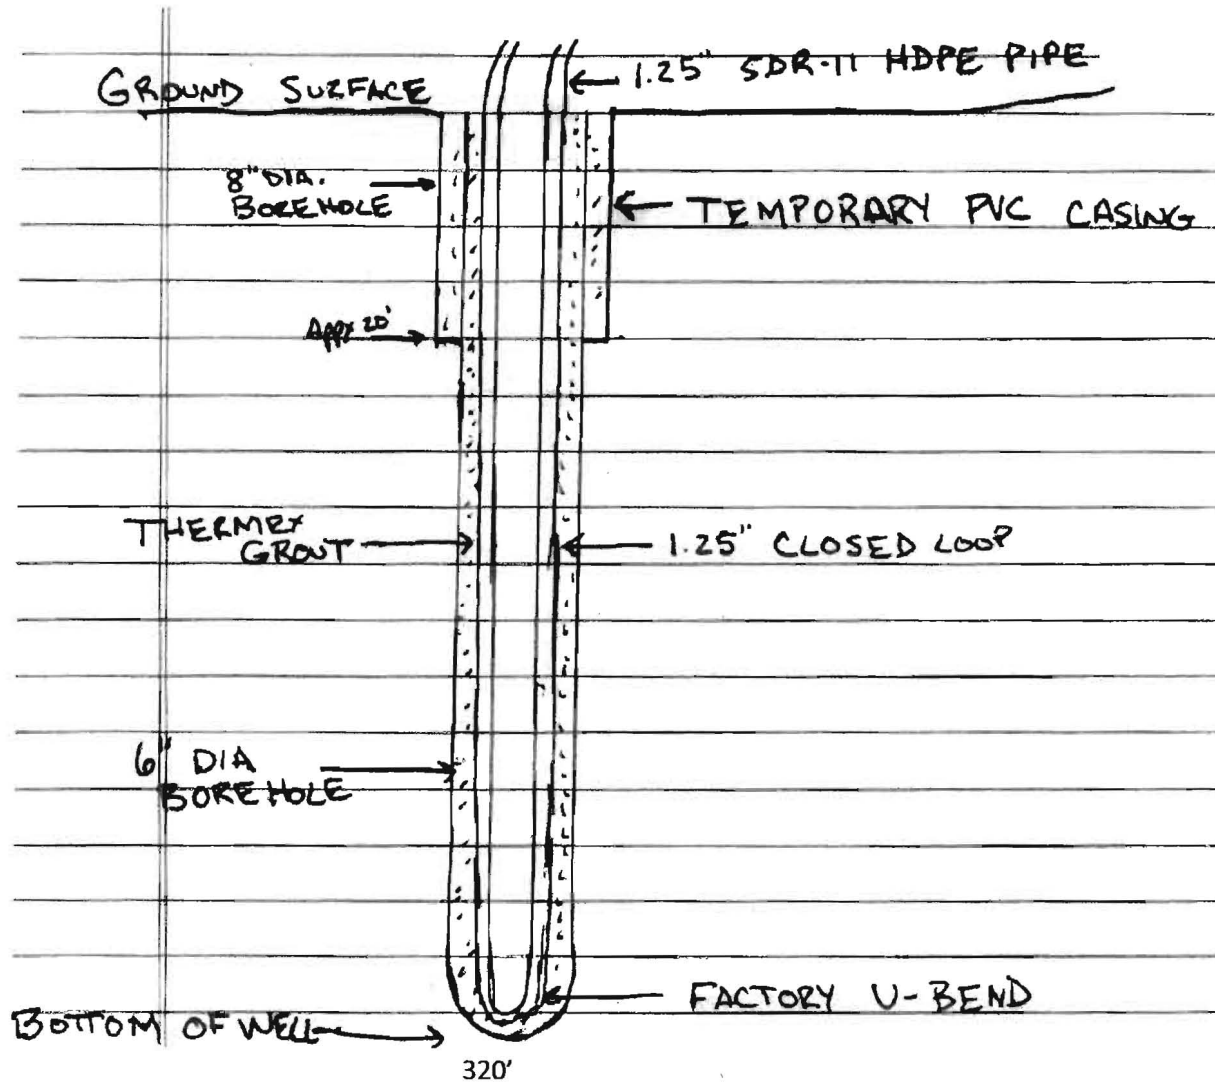 1.25" SDR-11 HDPE PIPE
GROUND SURFACE
8" DIA.
BOREHOLE
TEMPORARY PVC CASING
Appx 20'
THERMEX
GROUT
1.25" CLOSED LOOP
6" DIA
BOREHOLE
FACTORY U-BEND
BOTTOM OF WELL
320'